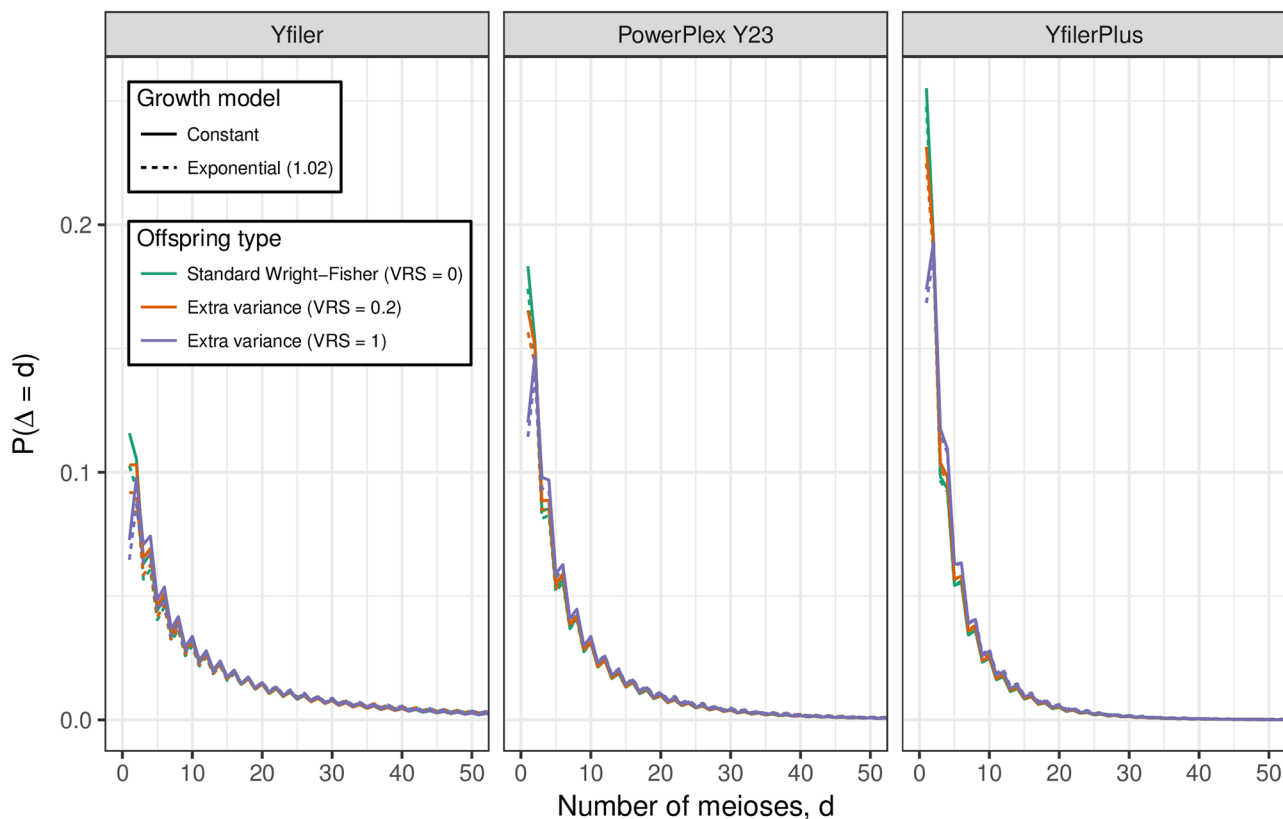 Yfiler
PowerPlex Y23
YfilerPlus
Growth model
Constant
Exponential (1.02)
Offspring type
Standard Wright−Fisher (VRS = 0)
Extra variance (VRS = 0.2)
Extra variance (VRS = 1)
P(Δ = d)
0.2
0.1
0.0
0 10 20 30 40 50
0 10 20 30 40 50
0 10 20 30 40 50
Number of meioses, d